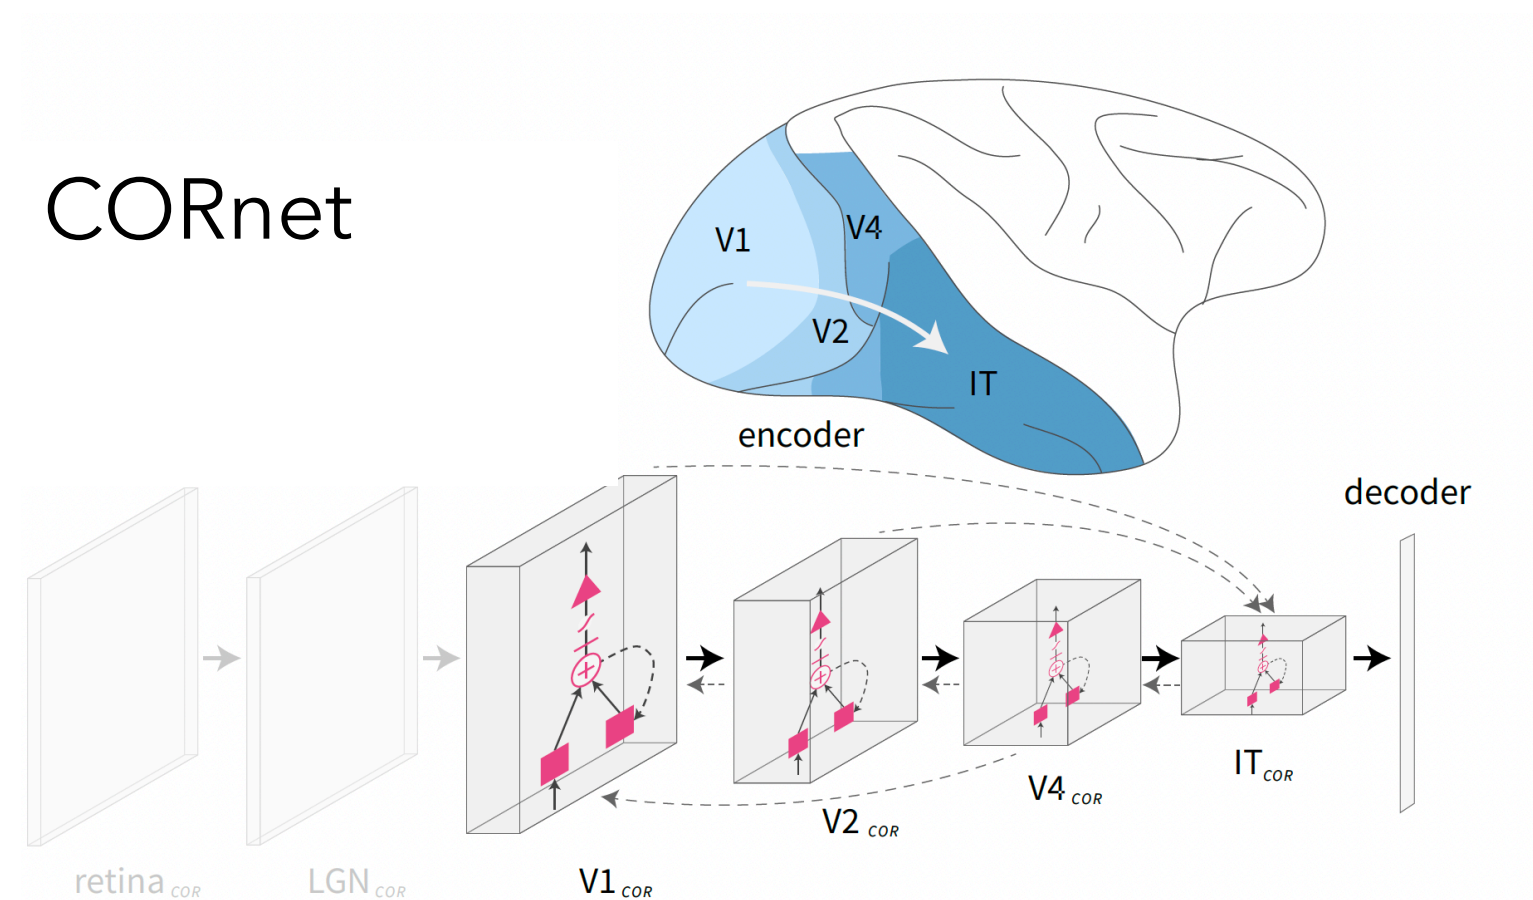 CORnet
V1
V4
V2
IT
encoder
decoder
retina COR
LGN COR
V1 COR
V2 COR
V4 COR
IT COR